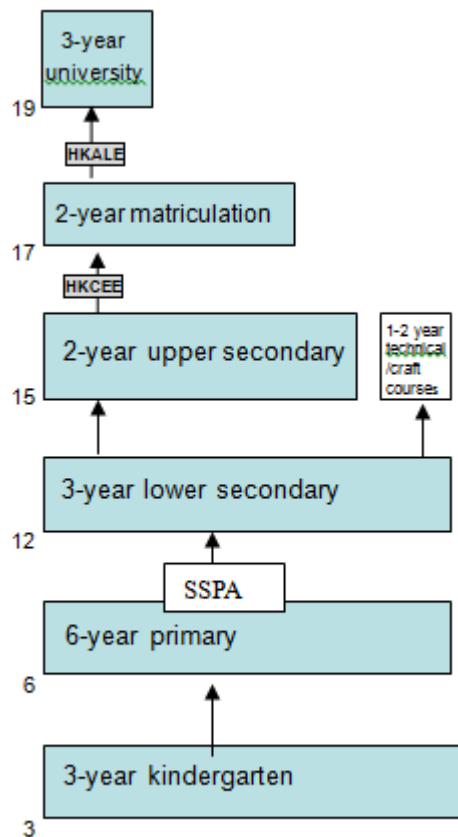 3-year
university
19
HKALE
2-year matriculation
17
HKCEE
2-year upper secondary
1-2 year
technical
/craft
courses
15
3-year lower secondary
12
SSPA
6-year primary
6
3-year kindergarten
3